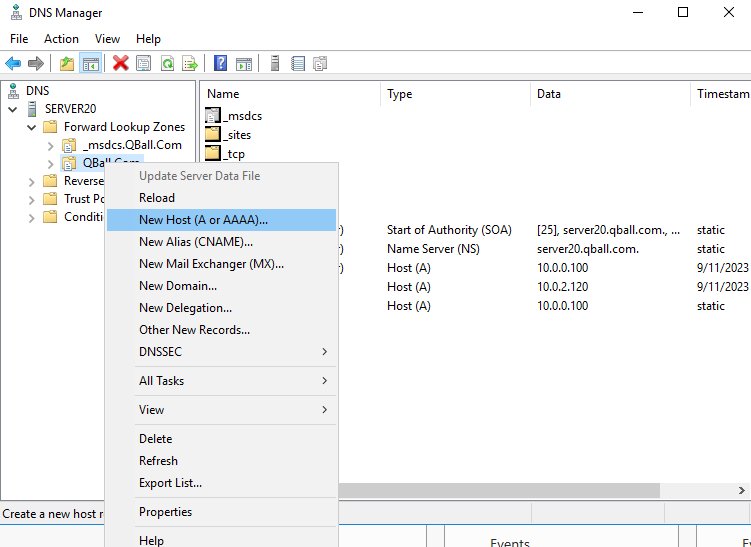 DNS Manager
File Action View Help
DNS
SERVER20
Forward Lookup Zones
_msdcs.QBall.Com
QBall.Com
Reverse
Trust Po
Conditi
Name Type Data Timestam
_msdcs
_sites
_tcp
Update Server Data File
Reload
New Host (A or AAAA)...
New Alias (CNAME)...
New Mail Exchanger (MX)...
New Domain...
New Delegation...
Other New Records...
DNSSEC
All Tasks
View
Delete
Refresh
Export List...
Properties
Help
) Start of Authority (SOA) [25], server20.qball.com., ... static
) Name Server (NS) server20.qball.com. static
) Host (A) 10.0.0.100 9/11/2023
Host (A) 10.0.2.120 9/11/2023
Host (A) 10.0.0.100 static
Create a new host r
Events